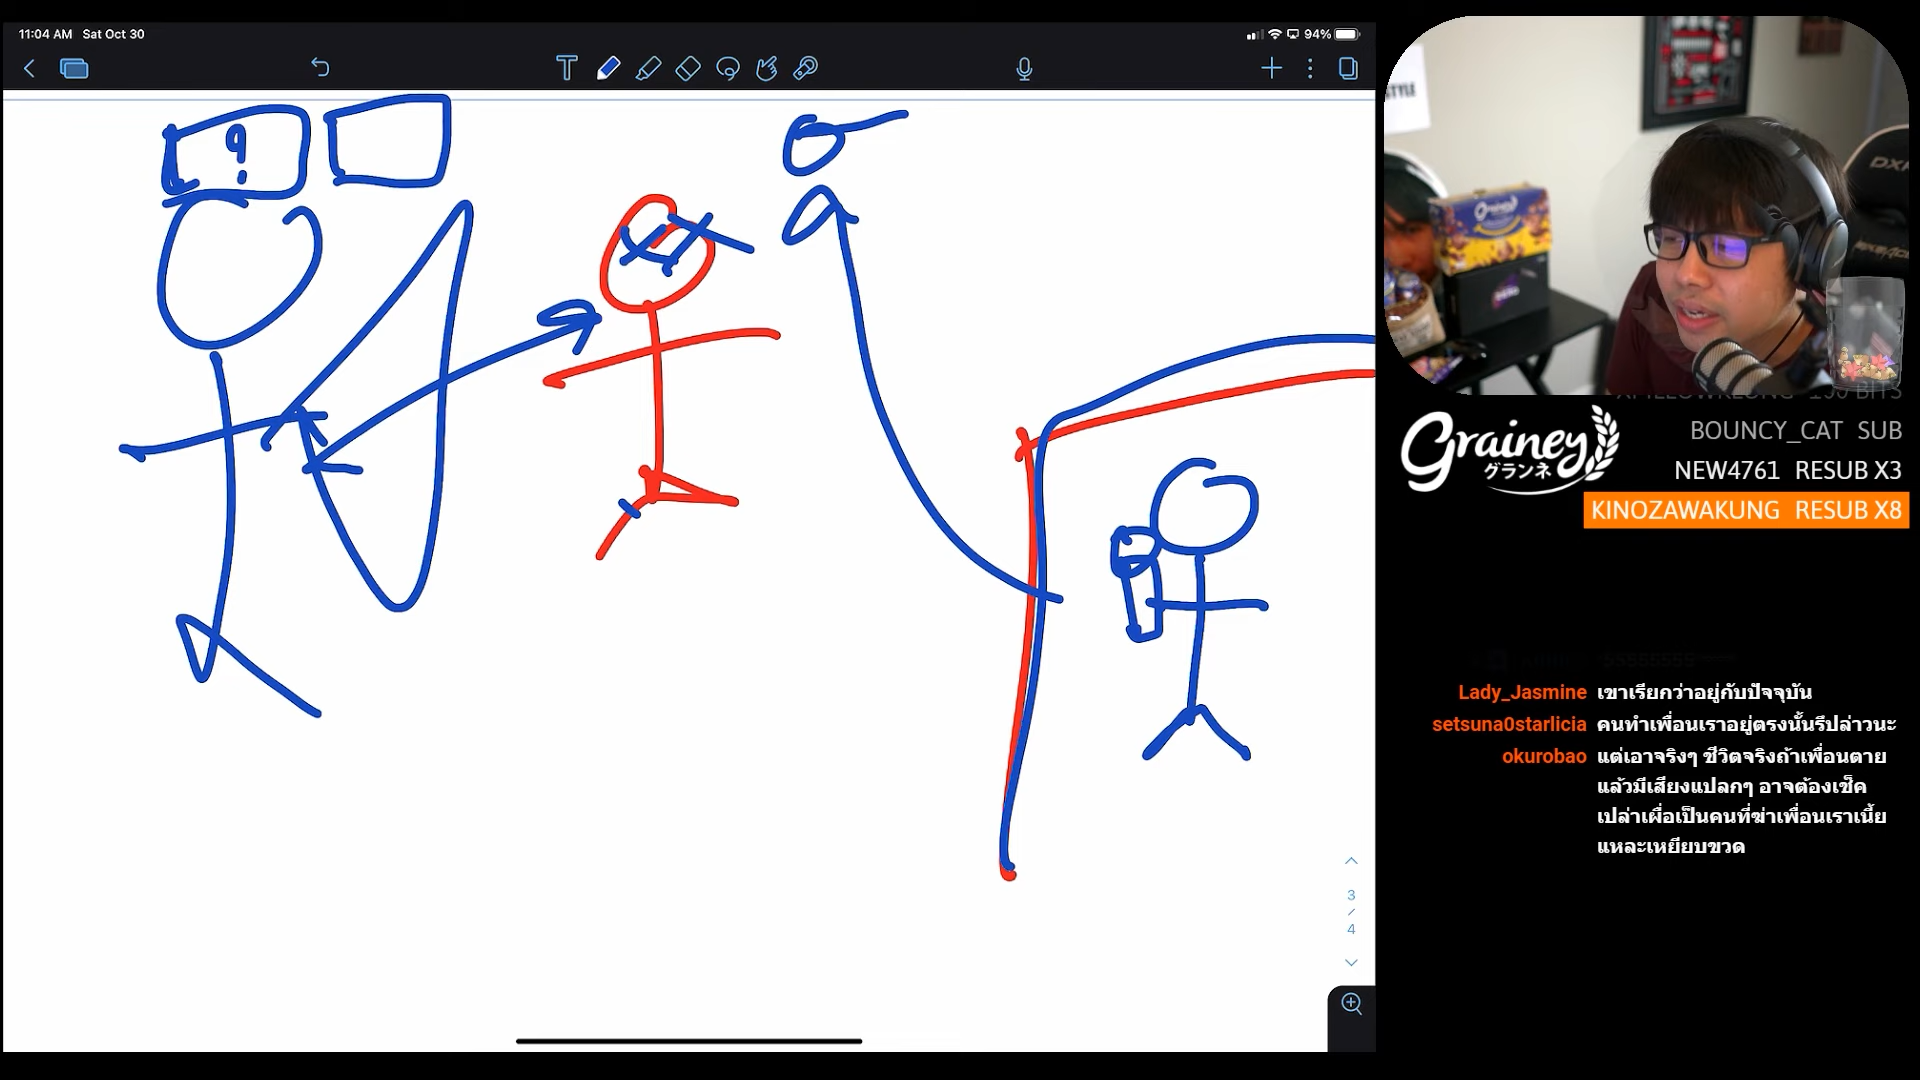 11:04 AM Sat Oct 30
94%
T
?
STYLE
DX
Grainey
グランネ
BOUNCY_CAT SUB
NEW4761 RESUB X3
KINOZAWAKUNG RESUB X8
Lady_Jasmine เขาเรียกว่าอยู่กับปัจจุบัน
setsuna0starlicia คนทำเพื่อนเราอยู่ตรงนั้นรึปล่าวนะ
okurobao แต่เอาจริงๆ ชีวิตจริงถ้าเพื่อนตาย
แล้วมีเสียงแปลกๆ อาจต้องเช็ค
เปล่าเผื่อเป็นคนที่ฆ่าเพื่อนเราเนี้ย
แหละเหยียบขวด
3
/
4